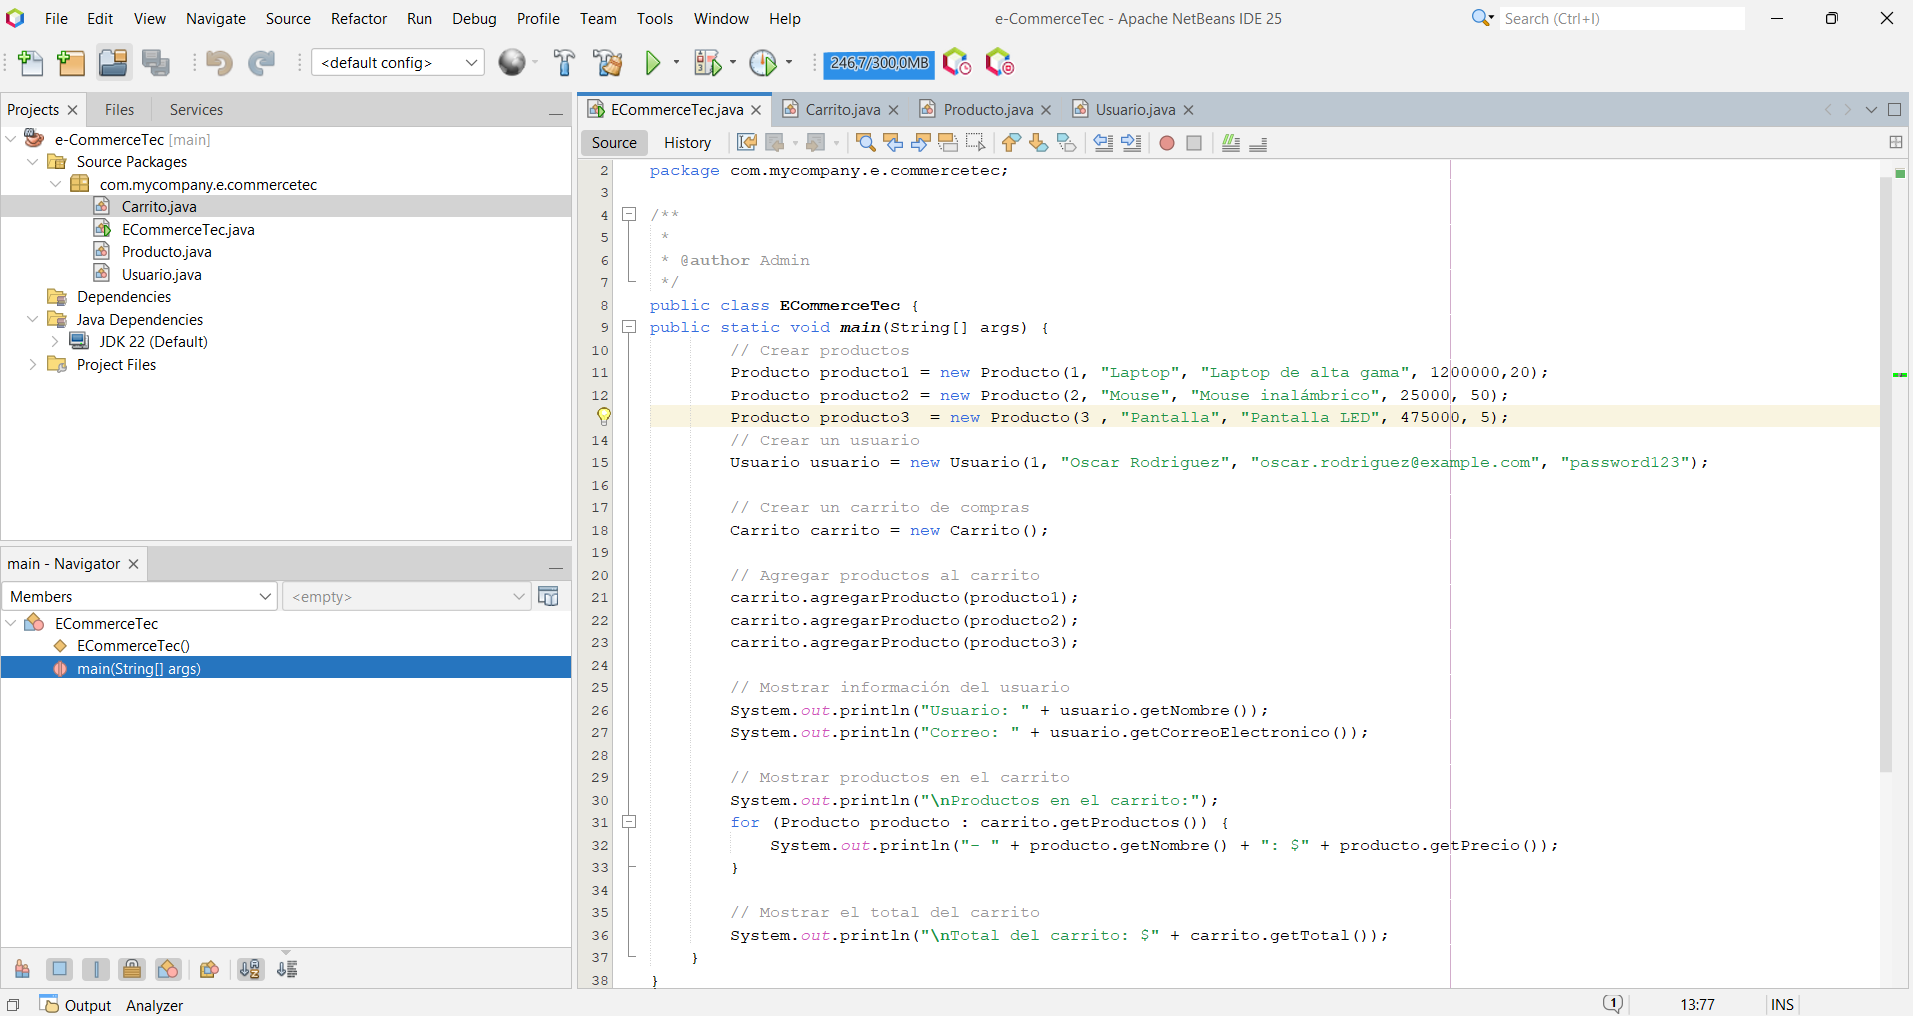 File Edit View Navigate Source Refactor Run Debug Profile Team Tools Window Help e-CommerceTec - Apache NetBeans IDE 25 Search (Ctrl+I)
<default config> 246,7/300,0MB
Projects Files Services
e-CommerceTec [main]
Source Packages
com.mycompany.e.commercetec
Carrito.java
ECommerceTec.java
Producto.java
Usuario.java
Dependencies
Java Dependencies
JDK 22 (Default)
Project Files
main - Navigator
Members <empty>
ECommerceTec
ECommerceTec()
main(String[] args)
ECommerceTec.java Carrito.java Producto.java Usuario.java
Source History
2 package com.mycompany.e.commercetec;
3
4 /**
5 *
6 * @author Admin
7 */
8 public class ECommerceTec {
9 public static void main(String[] args) {
10 // Crear productos
11 Producto producto1 = new Producto(1, "Laptop", "Laptop de alta gama", 1200000,20);
12 Producto producto2 = new Producto(2, "Mouse", "Mouse inalámbrico", 25000, 50);
Producto producto3  = new Producto(3 , "Pantalla", "Pantalla LED", 475000, 5);
14 // Crear un usuario
15 Usuario usuario = new Usuario(1, "Oscar Rodriguez", "oscar.rodriguez@example.com", "password123");
16
17 // Crear un carrito de compras
18 Carrito carrito = new Carrito();
19
20 // Agregar productos al carrito
21 carrito.agregarProducto(producto1);
22 carrito.agregarProducto(producto2);
23 carrito.agregarProducto(producto3);
24
25 // Mostrar información del usuario
26 System.out.println("Usuario: " + usuario.getNombre());
27 System.out.println("Correo: " + usuario.getCorreoElectronico());
28
29 // Mostrar productos en el carrito
30 System.out.println("\nProductos en el carrito:");
31 for (Producto producto : carrito.getProductos()) {
32 System.out.println("- " + producto.getNombre() + ": $" + producto.getPrecio());
33 }
34
35 // Mostrar el total del carrito
36 System.out.println("\nTotal del carrito: $" + carrito.getTotal());
37 }
38 }
Output Analyzer 1 13:77 INS